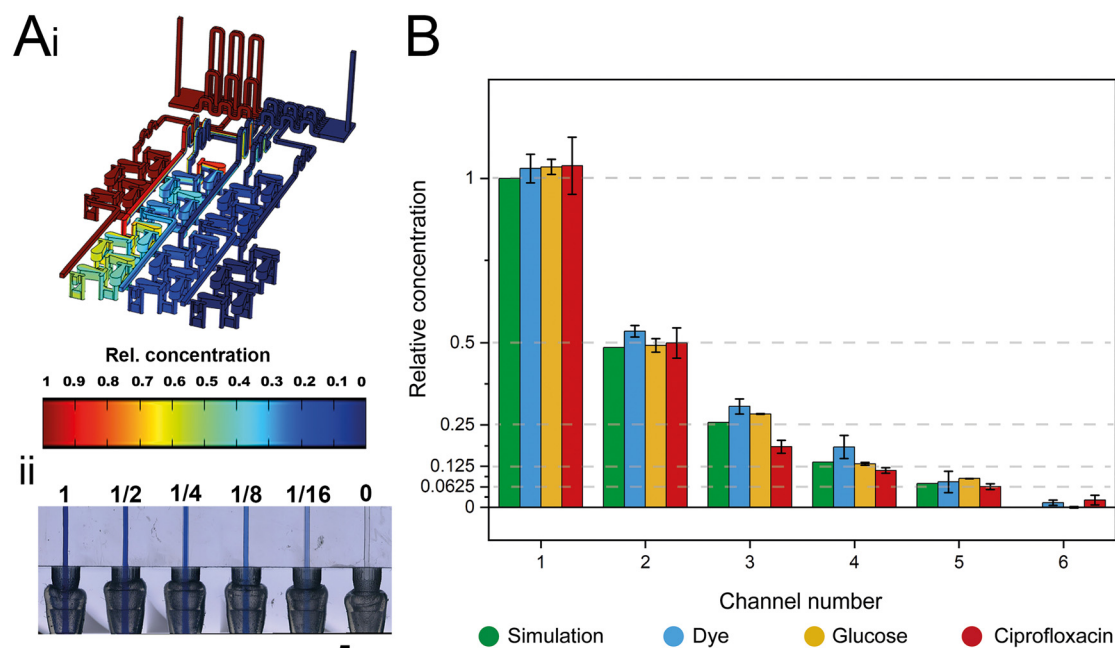 Ai
Rel. concentration
1 0.9 0.8 0.7 0.6 0.5 0.4 0.3 0.2 0.1 0
ii
1 1/2 1/4 1/8 1/16 0
B
Relative concentration
1
0.5
0.25
0.125
0.0625
0
1 2 3 4 5 6
Channel number
Simulation Dye Glucose Ciprofloxacin